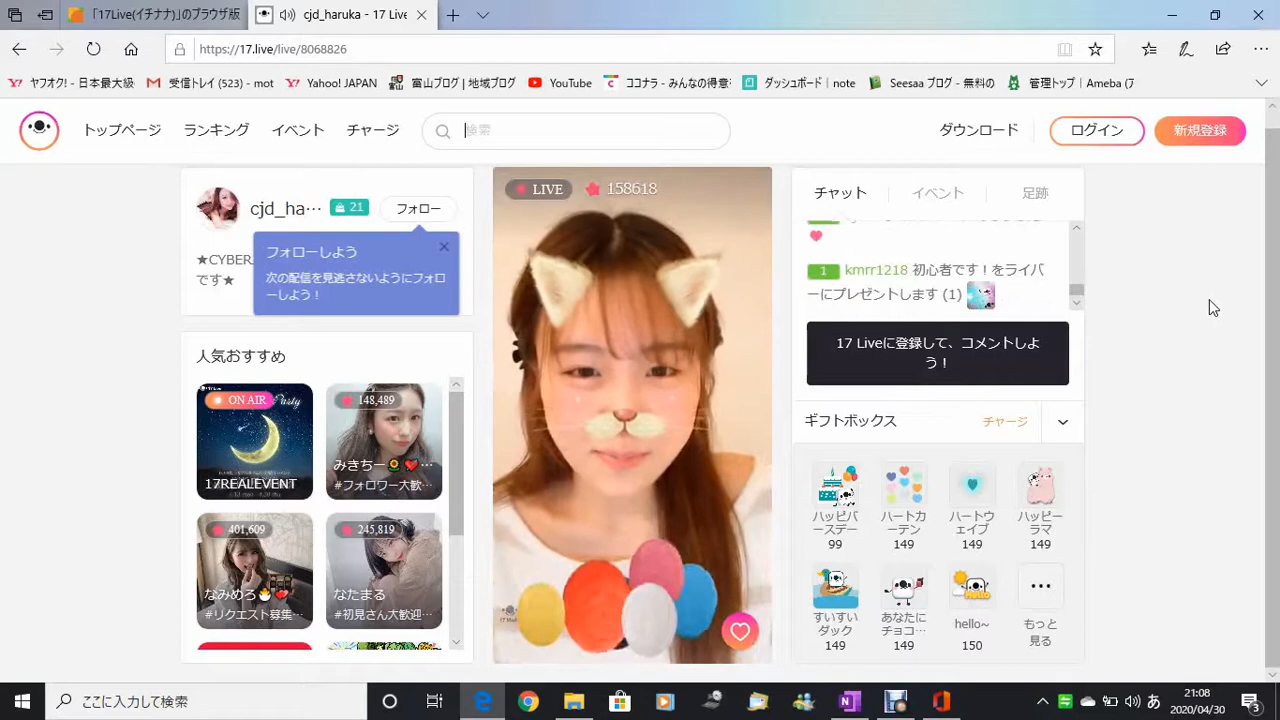 「17Live(イチナナ)」のブラウザ版
cjd_haruka - 17 Live
https://17.live/live/8068826
ヤフオク! - 日本最大級
受信トレイ (523) - mot
Yahoo! JAPAN
富山ブログ | 地域ブログ
YouTube
ココナラ - みんなの得意
ダッシュボード | note
Seesaa ブログ - 無料の
管理トップ | Ameba (ア
トップページ
ランキング
イベント
チャージ
検索
ダウンロード
ログイン
新規登録
cjd_ha…
21
フォロー
★CYBER
です★
フォローしよう
次の配信を見逃さないようにフォロ
ーしよう！
人気おすすめ
ON AIR
17REALEVENT
148,489
みきちー🌻❤…
#フォロワー大歓…
401,609
なみめろ
#リクエスト募集…
245,819
なたまる
#初見さん大歓迎…
LIVE
158618
チャット
イベント
足跡
1 kmrr1218 初心者です！をライバ
ーにプレゼントします (1)
17 Liveに登録して、コメントしよ
う！
ギフトボックス
チャージ
ハッピバ
ースデー
99
ハートカ
ーテン
149
ハートウ
ェイブ
149
ハッピー
ラマ
149
すいすい
ダック
149
あなたに
チョコ…
149
hello~
150
もっと
見る
ここに入力して検索
あ
21:08
2020/04/30
3